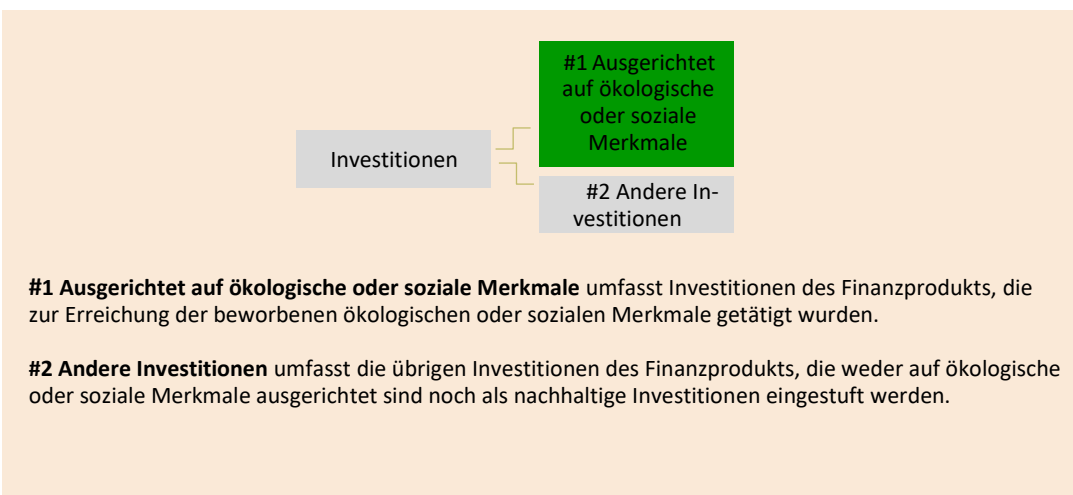 #1 Ausgerichtet
auf ökologische
oder soziale
Merkmale
Investitionen
#2 Andere In-
vestitionen
#1 Ausgerichtet auf ökologische oder soziale Merkmale umfasst Investitionen des Finanzprodukts, die
zur Erreichung der beworbenen ökologischen oder sozialen Merkmale getätigt wurden.
#2 Andere Investitionen umfasst die übrigen Investitionen des Finanzprodukts, die weder auf ökologische
oder soziale Merkmale ausgerichtet sind noch als nachhaltige Investitionen eingestuft werden.